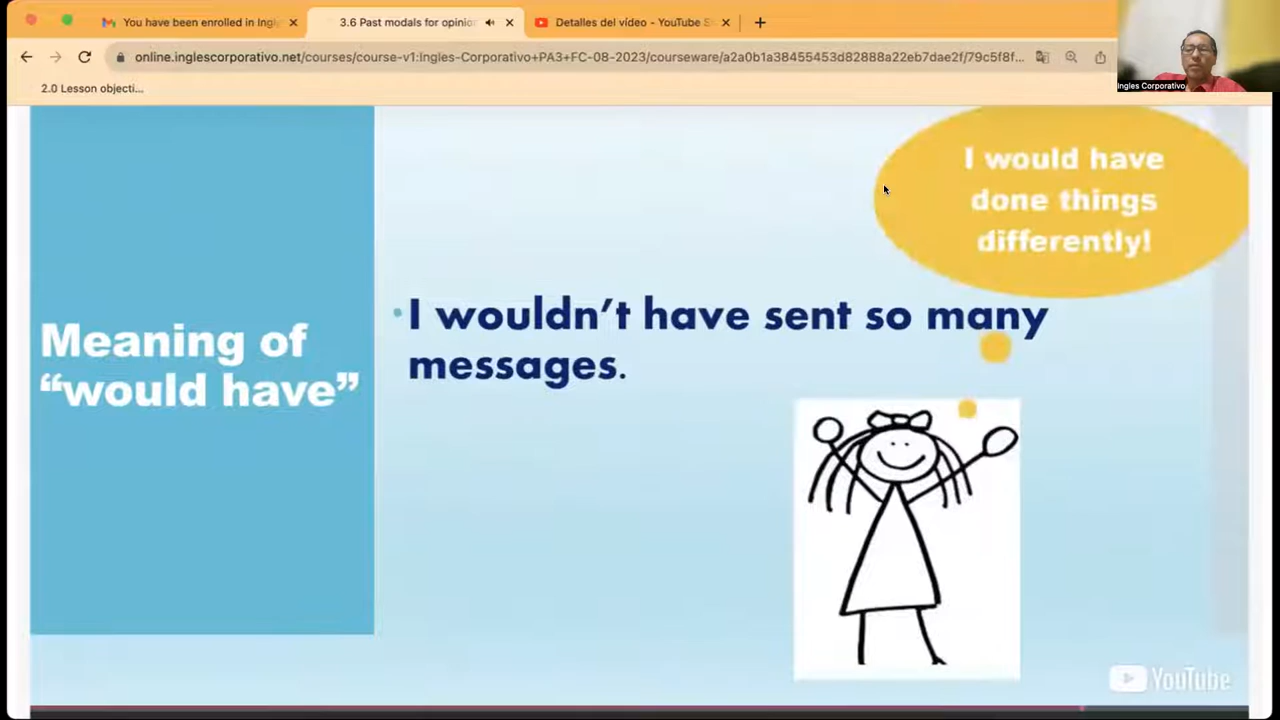 You have been enrolled in Ingl
3.6 Past modals for opinio
Detalles del vídeo - YouTube S
online.inglescorporativo.net/courses/course-v1:Ingles-Corporativo+PA3+FC-08-2023/courseware/a2a0b1a38455453d82888a22eb7dae2f/79c5f8f...
Ingles Corporativo
2.0 Lesson objecti...
I would have
done things
differently!
Meaning of
“would have”
•I wouldn’t have sent so many
messages.
YouTube